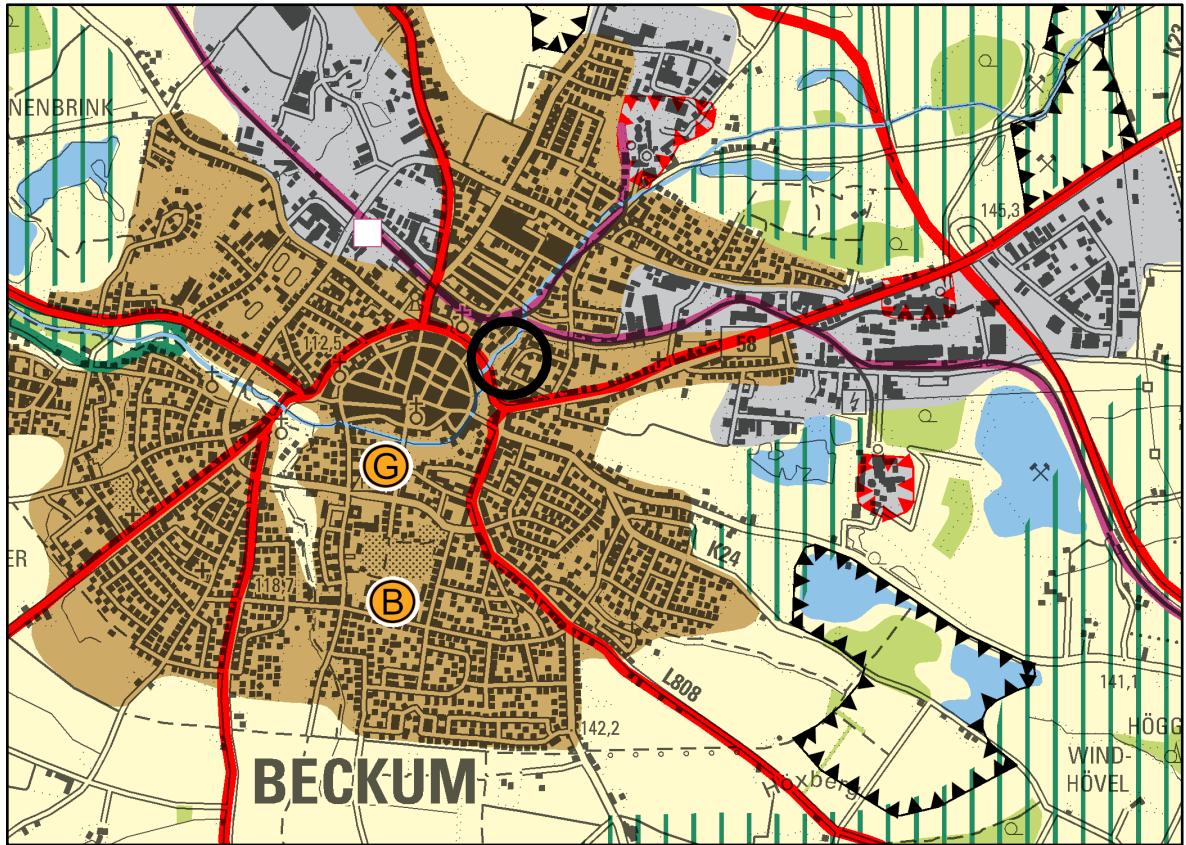 K23
NENBRINK
145,3
112,5
58
G
ER
K24
118,7
B
L808
141,1
142,2
HÖGG
WIND-
HÖVEL
Höxberg
BECKUM